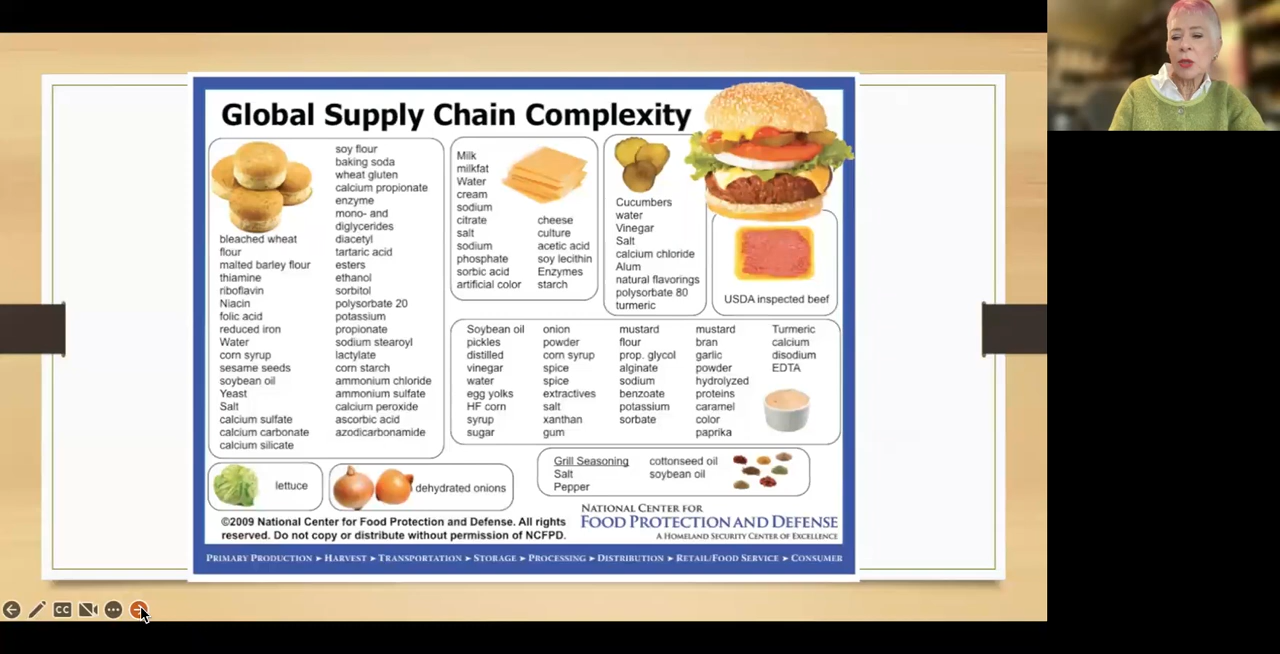 Global Supply Chain Complexity
bleached wheat
flour
malted barley flour
thiamine
riboflavin
Niacin
folic acid
reduced iron
Water
corn syrup
sesame seeds
soybean oil
Yeast
Salt
calcium sulfate
calcium carbonate
calcium silicate
soy flour
baking soda
wheat gluten
calcium propionate
enzyme
mono- and
diglycerides
diacetyl
tartaric acid
esters
ethanol
sorbitol
polysorbate 20
potassium
propionate
sodium stearoyl
lactylate
corn starch
ammonium chloride
ammonium sulfate
calcium peroxide
ascorbic acid
azodicarbonamide
Milk
milkfat
Water
cream
sodium
citrate
salt
sodium
phosphate
sorbic acid
artificial color
cheese
culture
acetic acid
soy lecithin
Enzymes
starch
Cucumbers
water
Vinegar
Salt
calcium chloride
Alum
natural flavorings
polysorbate 80
turmeric
USDA inspected beef
Soybean oil
pickles
distilled
vinegar
water
egg yolks
HF corn
syrup
sugar
onion
powder
corn syrup
spice
spice
extractives
salt
xanthan
gum
mustard
flour
prop. glycol
alginate
sodium
benzoate
potassium
sorbate
mustard
bran
garlic
powder
hydrolyzed
proteins
caramel
color
paprika
Turmeric
calcium
disodium
EDTA
lettuce
dehydrated onions
Grill Seasoning
Salt
Pepper
cottonseed oil
soybean oil
©2009 National Center for Food Protection and Defense. All rights
reserved. Do not copy or distribute without permission of NCFPD.
NATIONAL CENTER FOR
FOOD PROTECTION AND DEFENSE
A HOMELAND SECURITY CENTER OF EXCELLENCE
PRIMARY PRODUCTION ➤ HARVEST ➤ TRANSPORTATION ➤ STORAGE ➤ PROCESSING ➤ DISTRIBUTION ➤ RETAIL/FOOD SERVICE ➤ CONSUMER
CC